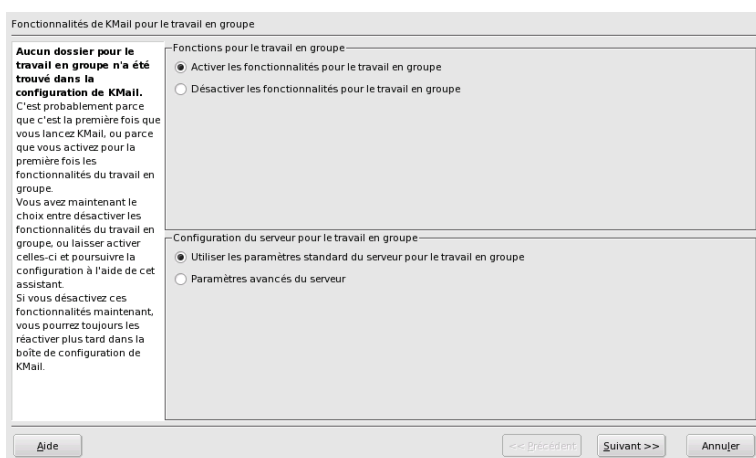 Fonctionnalités de KMail pour le travail en groupe
Aucun dossier pour le
travail en groupe n'a été
trouvé dans la
configuration de KMail.
C'est probablement parce
que c'est la première fois que
vous lancez KMail, ou parce
que vous activez pour la
première fois les
fonctionnalités du travail en
groupe.
Vous avez maintenant le
choix entre désactiver les
fonctionnalités du travail en
groupe, ou laisser activer
celles-ci et poursuivre la
configuration à l'aide de cet
assistant.
Si vous désactivez ces
fonctionnalités maintenant,
vous pourrez toujours les
réactiver plus tard dans la
boîte de configuration de
KMail.
Fonctions pour le travail en groupe
Activer les fonctionnalités pour le travail en groupe
Désactiver les fonctionnalités pour le travail en groupe
Configuration du serveur pour le travail en groupe
Utiliser les paramètres standard du serveur pour le travail en groupe
Paramètres avancés du serveur
Aide
<< Précédent
Suivant >>
Annuler